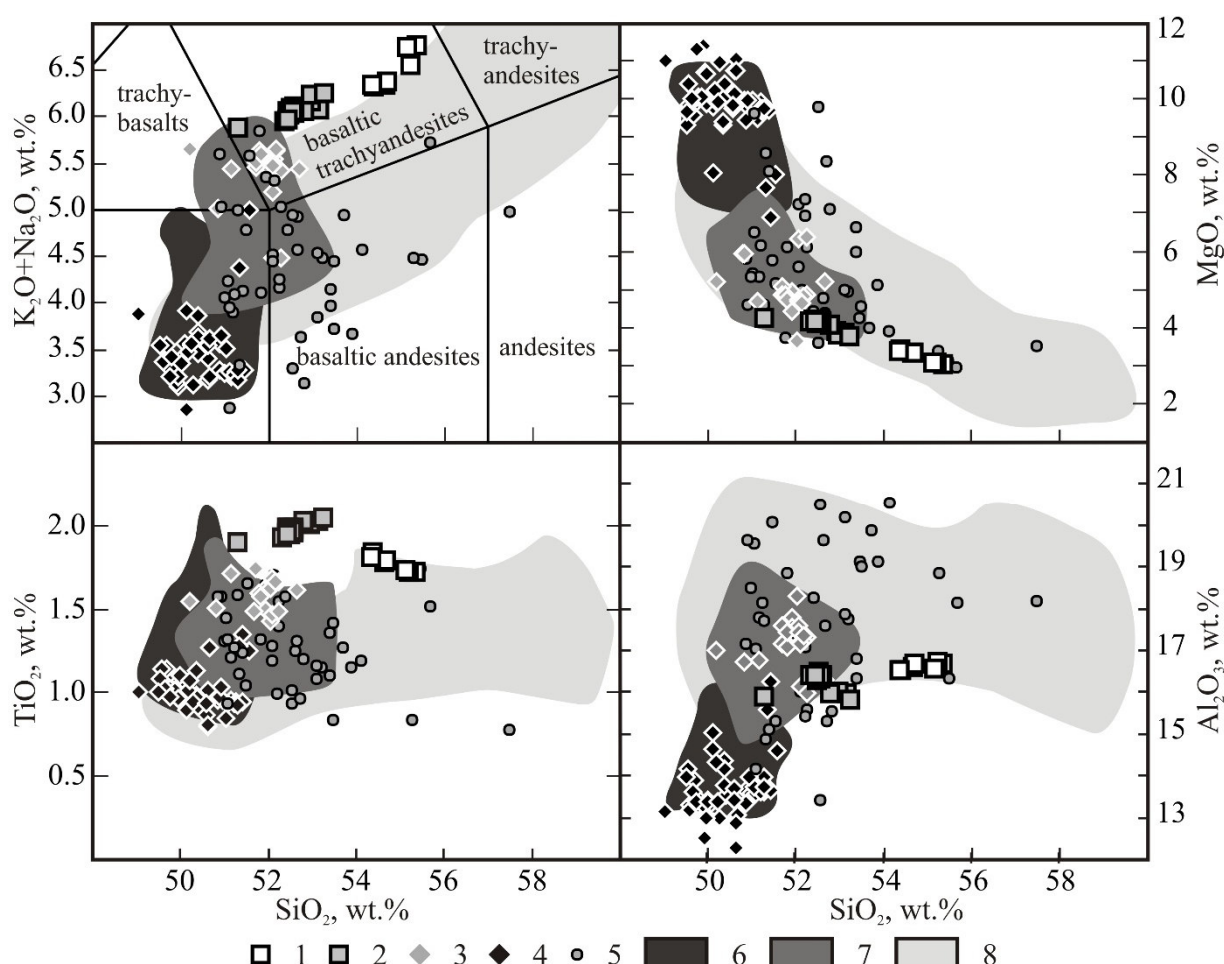 12
trachy-
andesites
6.5
trachy-
basalts
basaltic
trachyandesites
10
6.0
5.5
8
5.0
K₂O+Na₂O, wt.%
MgO, wt.%
4.5
6
4.0
3.5
basaltic andesites
andesites
4
3.0
2
21
2.0
19
1.5
17
TiO₂, wt.%
Al₂O₃, wt.%
1.0
15
0.5
13
50 52 54 56 58 50 52 54 56 58
SiO₂, wt.% SiO₂, wt.%
1 2 3 4 5 6 7 8